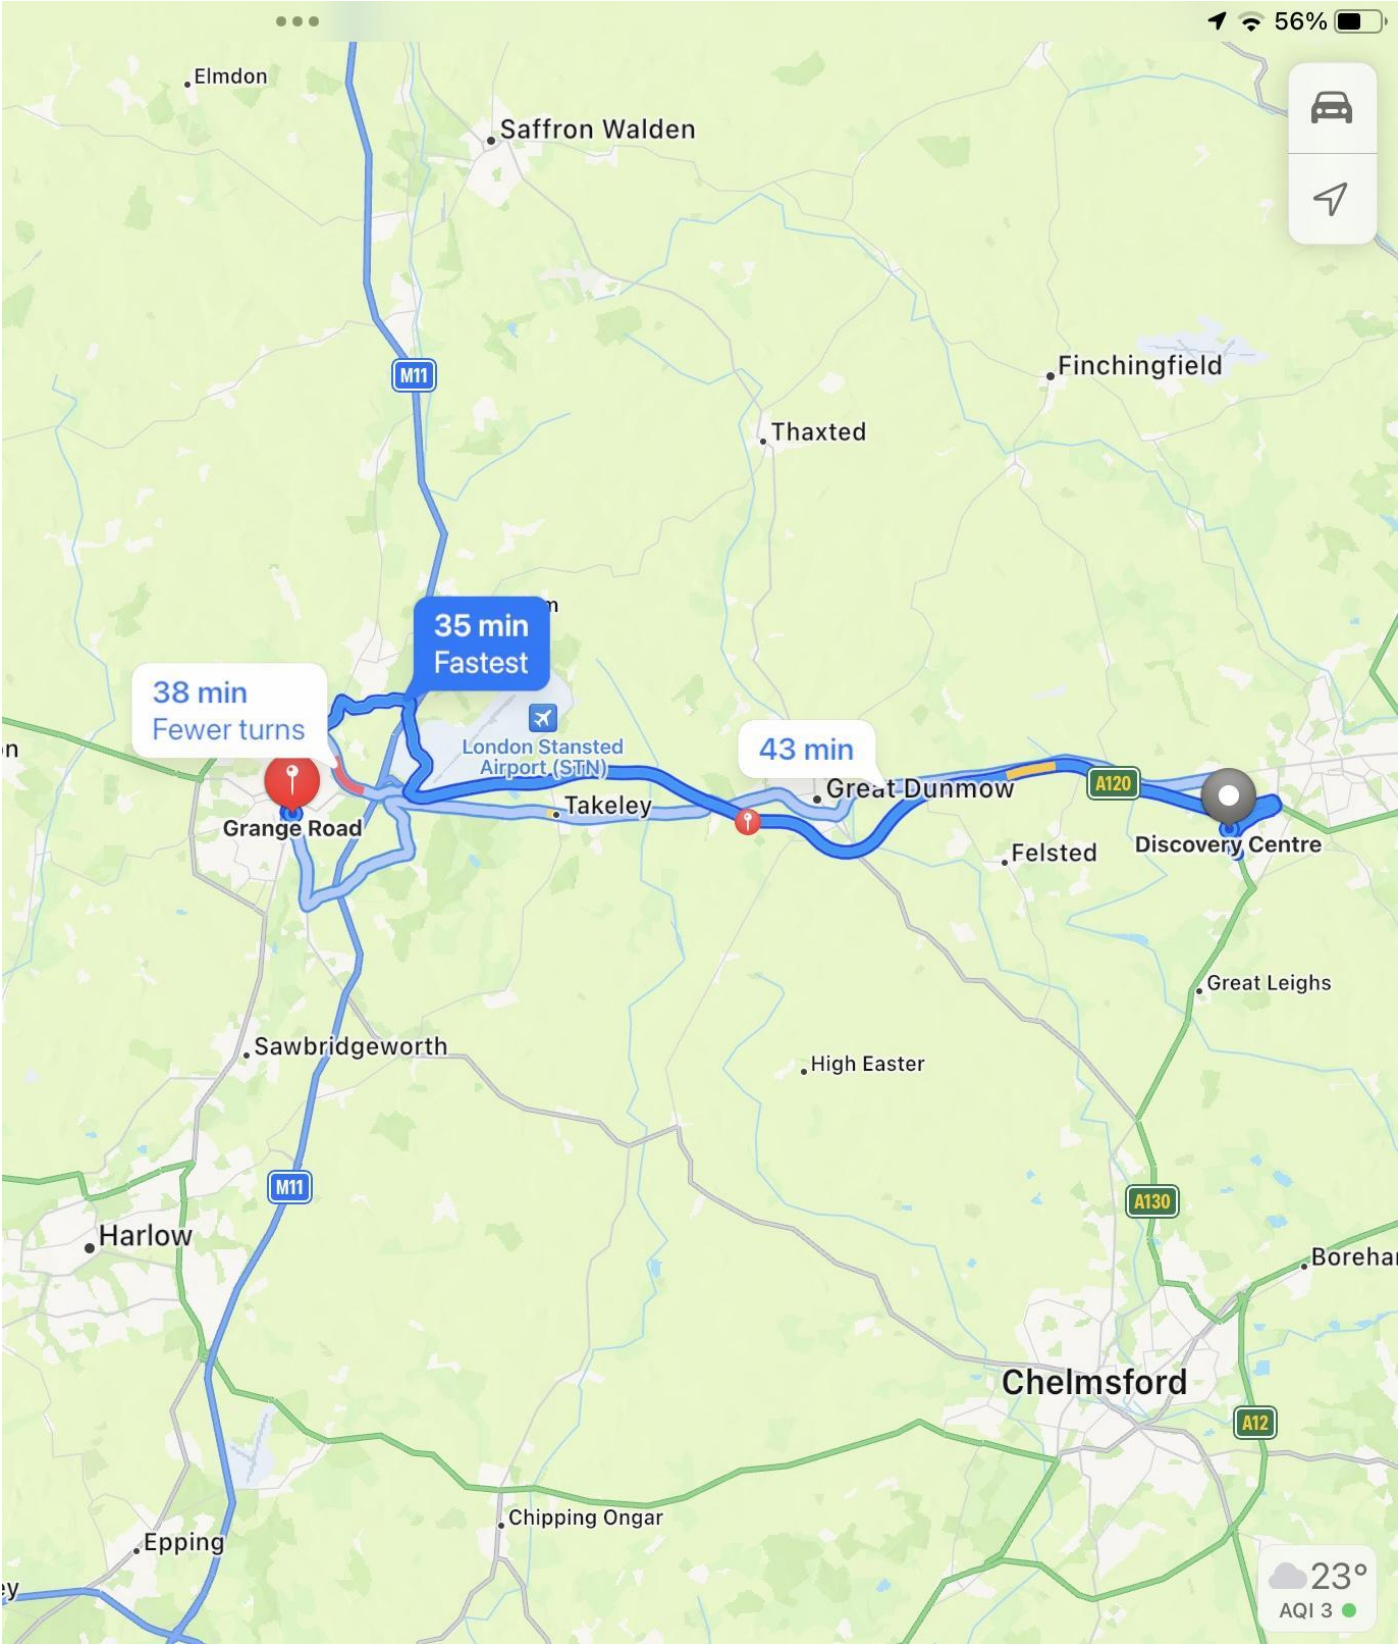 56%
Elmdon
Saffron Walden
M11
Finchingfield
Thaxted
35 min
Fastest
38 min
Fewer turns
London Stansted
Airport (STN)
43 min
Great Dunmow
A120
Takeley
Grange Road
Felsted
Discovery Centre
Great Leighs
Sawbridgeworth
High Easter
M11
A130
Harlow
Boreha
Chelmsford
A12
Chipping Ongar
Epping
23°
AQI 3